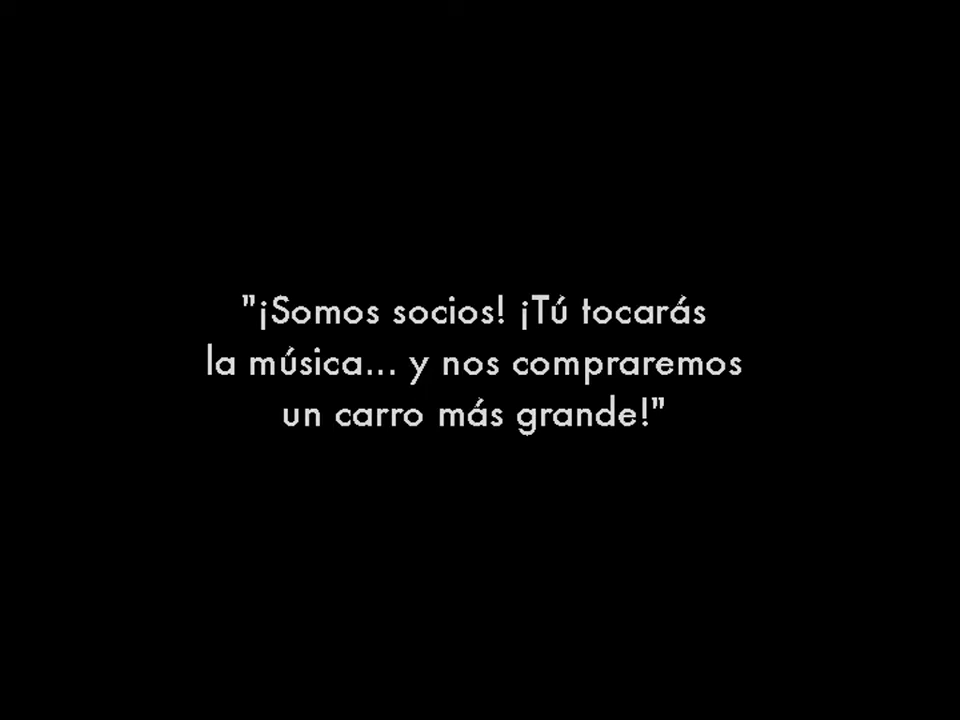 "¡Somos socios! ¡Tú tocarás
la música... y nos compraremos
un carro más grande!"